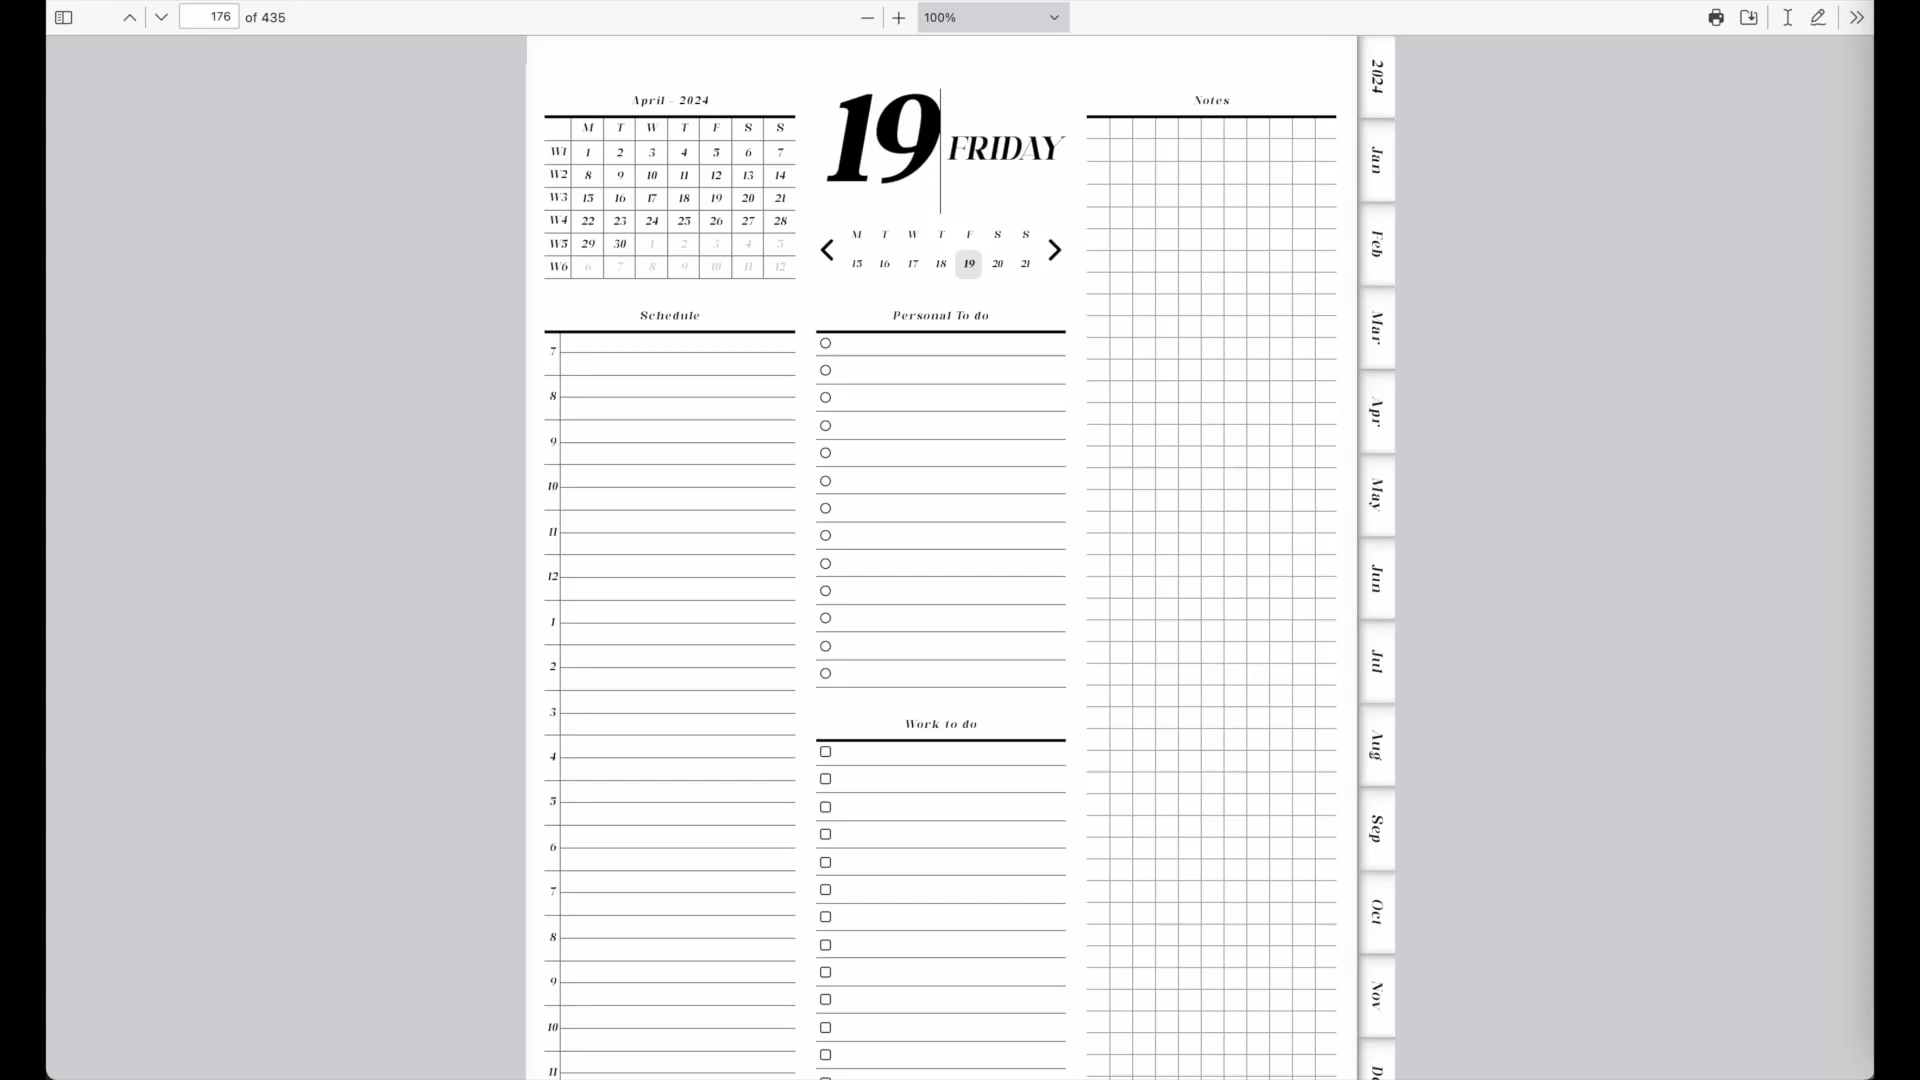 176 of 435
100%
April - 2024
M T W T F S S
W1 1 2 3 4 5 6 7
W2 8 9 10 11 12 13 14
W3 15 16 17 18 19 20 21
W4 22 23 24 25 26 27 28
W5 29 30 1 2 3 4 5
W6 6 7 8 9 10 11 12
Schedule
7
8
9
10
11
12
1
2
3
4
5
6
7
8
9
10
11
19 FRIDAY
M T W T F S S
15 16 17 18 19 20 21
Personal To do
Work to do
Notes
2024
Jan
Feb
Mar
Apr
May
Jun
Jul
Aug
Sep
Oct
Nov